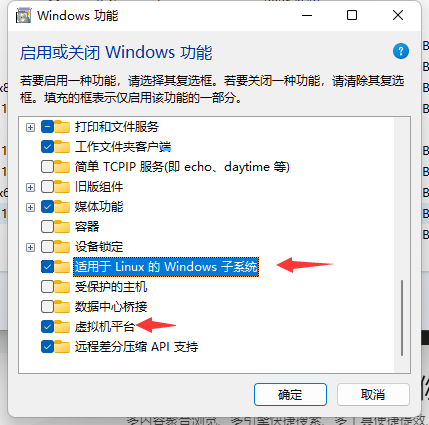 Windows 功能
启用或关闭 Windows 功能
若要启用一种功能，请选择其复选框。若要关闭一种功能，请清除其复选
框。填充的框表示仅启用该功能的一部分。
打印和文件服务
工作文件夹客户端
简单 TCPIP 服务(即 echo、daytime 等)
旧版组件
媒体功能
容器
设备锁定
适用于 Linux 的 Windows 子系统
受保护的主机
数据中心桥接
虚拟机平台
远程差分压缩 API 支持
确定
取消